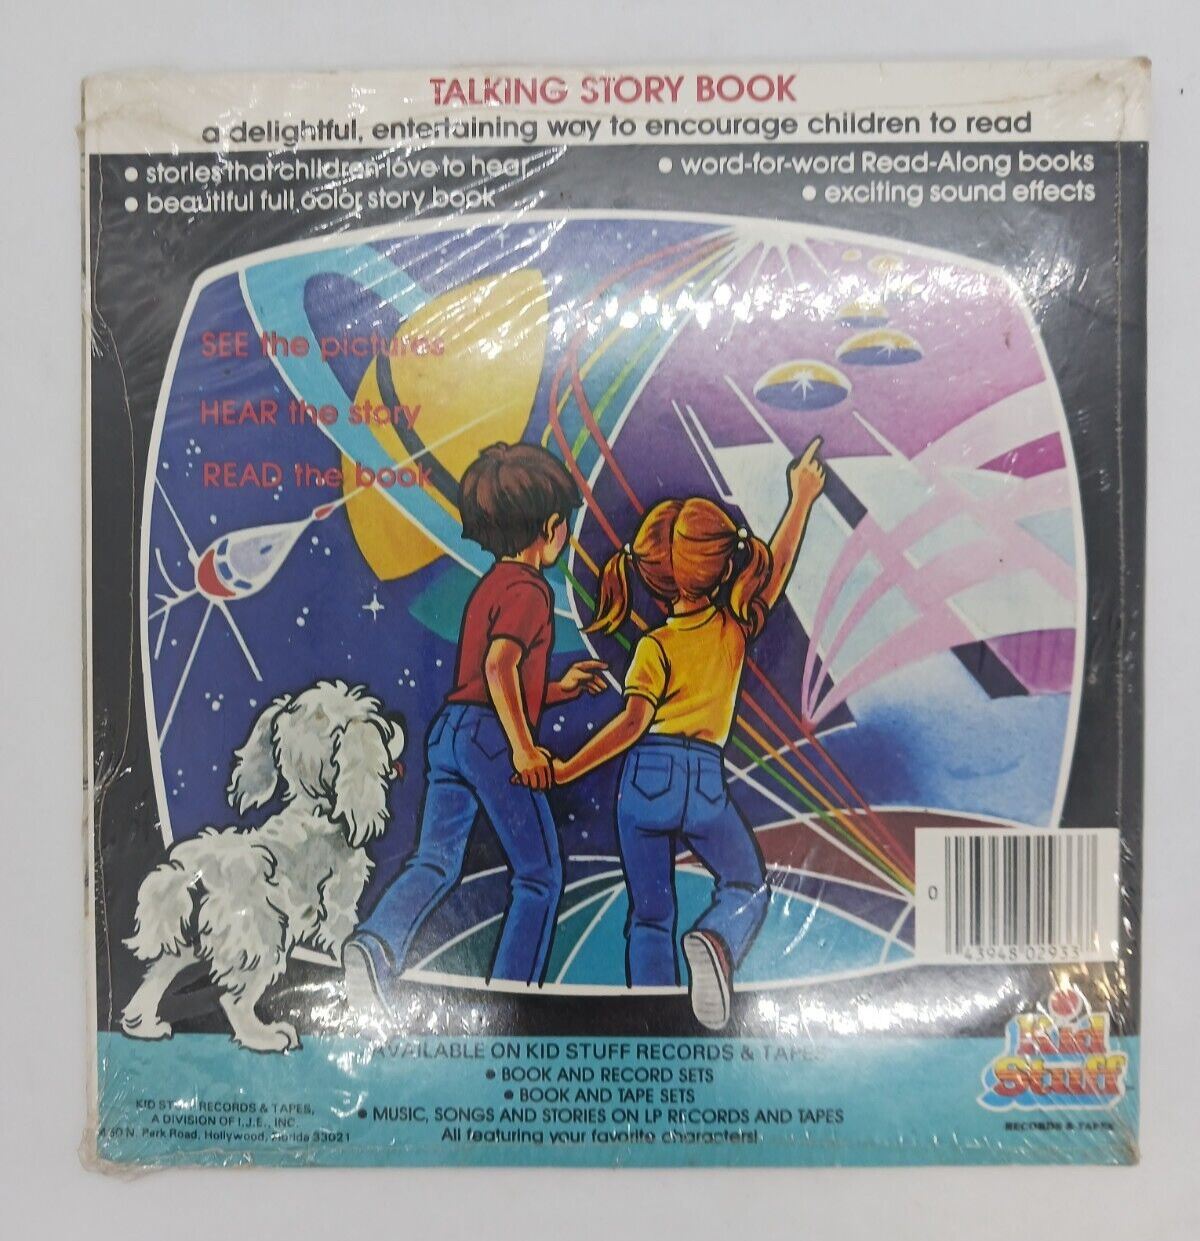 TALKING STORY BOOK
a delightful, entertaining way to encourage children to read
• stories that children love to hear
• beautiful full color story book
• word-for-word Read-Along books
• exciting sound effects
SEE the pictures
HEAR the story
READ the book
0
43948 02933
Kid
Stuff
RECORDS & TAPES
AVAILABLE ON KID STUFF RECORDS & TAPES
• BOOK AND RECORD SETS
• BOOK AND TAPE SETS
• MUSIC, SONGS AND STORIES ON LP RECORDS AND TAPES
All featuring your favorite characters!
KID STUFF RECORDS & TAPES,
A DIVISION OF I.J.E., INC.
N. Park Road, Hollywood, Florida 33021